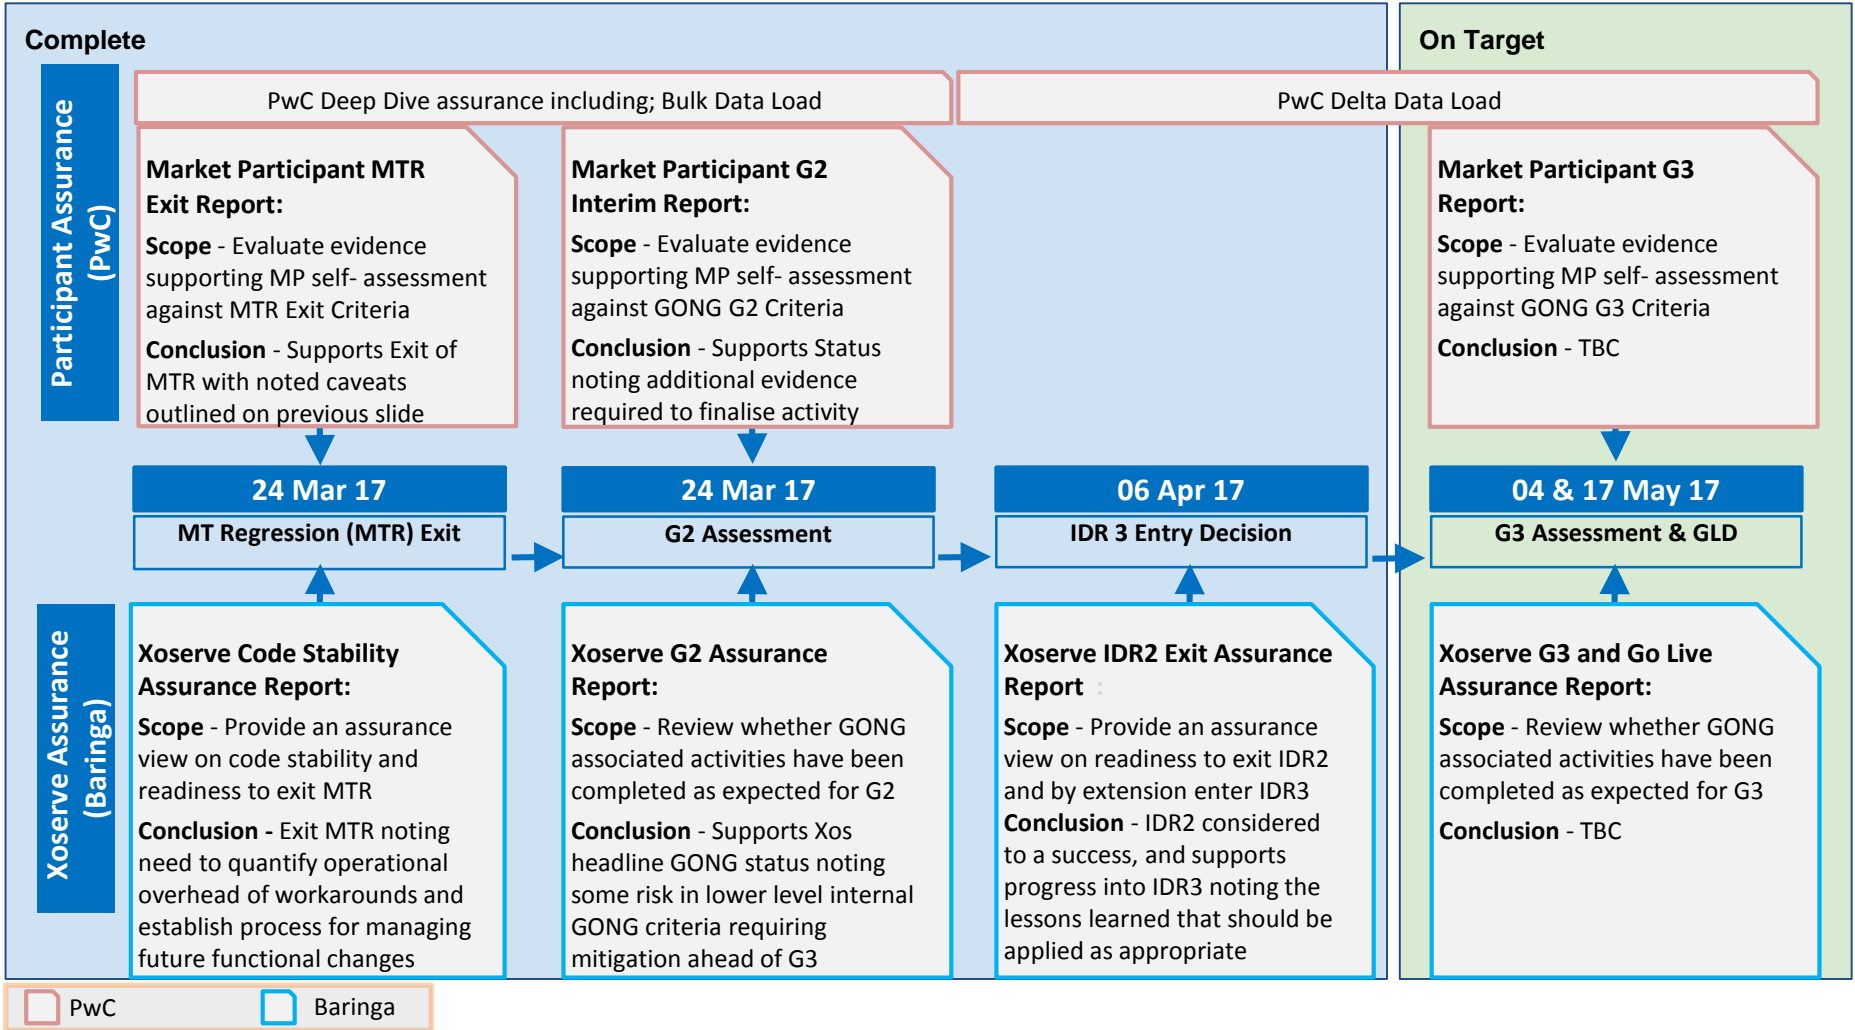 Complete
On Target
Participant Assurance
(PwC)
PwC Deep Dive assurance including; Bulk Data Load
PwC Delta Data Load
Market Participant MTR
Exit Report:
Scope - Evaluate evidence
supporting MP self- assessment
against MTR Exit Criteria
Conclusion - Supports Exit of
MTR with noted caveats
outlined on previous slide
Market Participant G2
Interim Report:
Scope - Evaluate evidence
supporting MP self- assessment
against GONG G2 Criteria
Conclusion - Supports Status
noting additional evidence
required to finalise activity
Market Participant G3
Report:
Scope - Evaluate evidence
supporting MP self- assessment
against GONG G3 Criteria
Conclusion - TBC
24 Mar 17
MT Regression (MTR) Exit
24 Mar 17
G2 Assessment
06 Apr 17
IDR 3 Entry Decision
04 & 17 May 17
G3 Assessment & GLD
Xoserve Assurance
(Baringa)
Xoserve Code Stability
Assurance Report:
Scope - Provide an assurance
view on code stability and
readiness to exit MTR
Conclusion - Exit MTR noting
need to quantify operational
overhead of workarounds and
establish process for managing
future functional changes
Xoserve G2 Assurance
Report:
Scope - Review whether GONG
associated activities have been
completed as expected for G2
Conclusion - Supports Xos
headline GONG status noting
some risk in lower level internal
GONG criteria requiring
mitigation ahead of G3
Xoserve IDR2 Exit Assurance
Report :
Scope - Provide an assurance
view on readiness to exit IDR2
and by extension enter IDR3
Conclusion - IDR2 considered
to a success, and supports
progress into IDR3 noting the
lessons learned that should be
applied as appropriate
Xoserve G3 and Go Live
Assurance Report:
Scope - Review whether GONG
associated activities have been
completed as expected for G3
Conclusion - TBC
PwC
Baringa